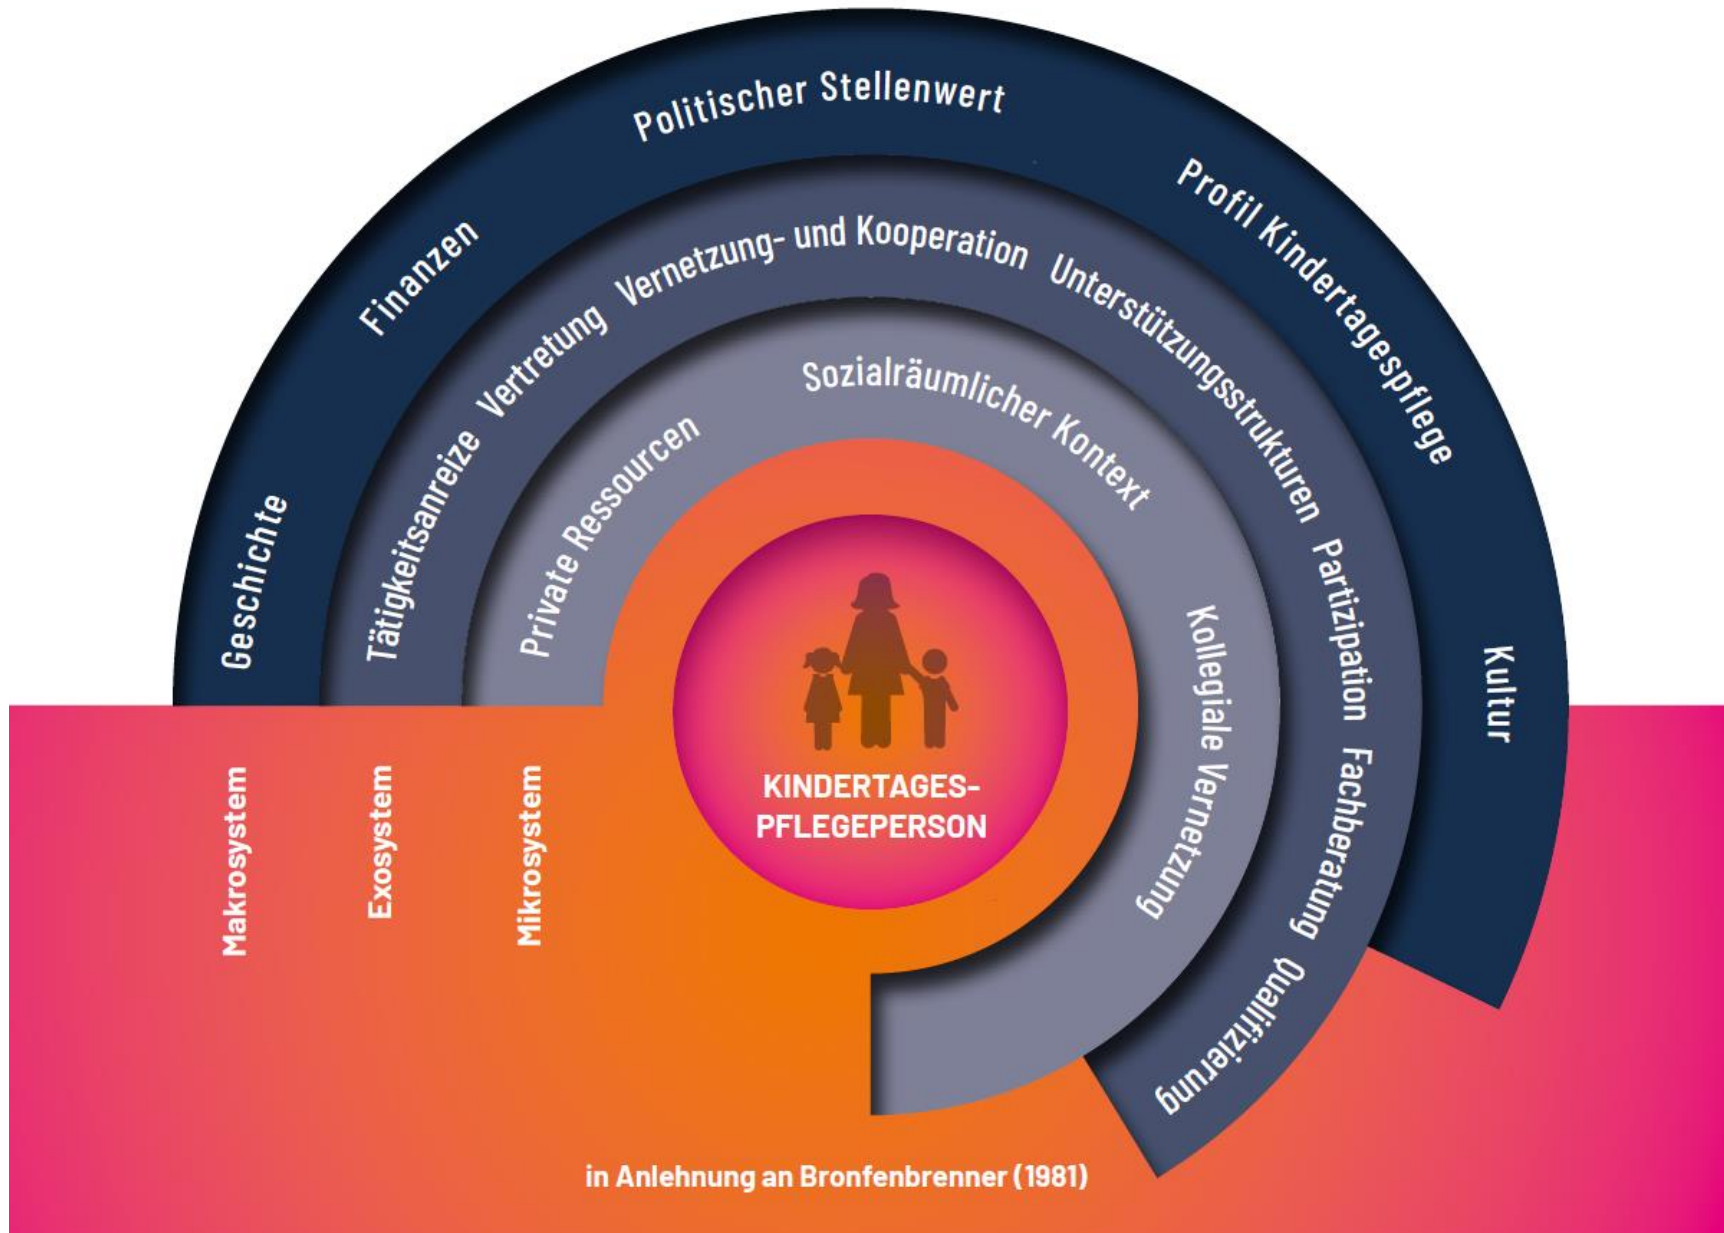 Politischer Stellenwert
Profil Kindertagespflege
Finanzen
Geschichte
Kultur
Tätigkeitsanreize
Vertretung
Vernetzung- und Kooperation
Unterstützungsstrukturen
Partizipation
Fachberatung
Qualifizierung
Private Ressourcen
Sozialräumlicher Kontext
Kollegiale Vernetzung
KINDERTAGES-
PFLEGEPERSON
Makrosystem
Exosystem
Mikrosystem
in Anlehnung an Bronfenbrenner (1981)